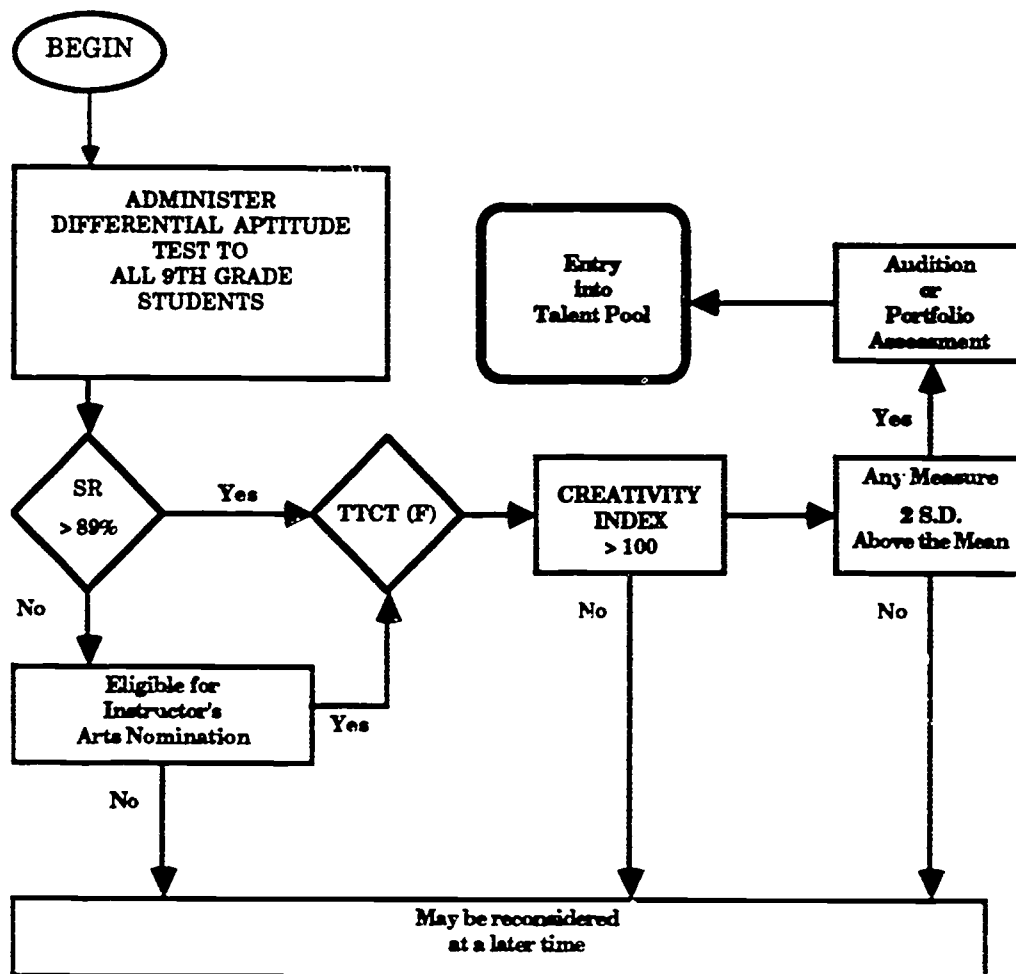 BEGIN
ADMINISTER
DIFFERENTIAL APTITUDE
TEST TO
ALL 9TH GRADE
STUDENTS
Entry
into
Talent Pool
Audition
or
Portfolio
Assessment
Yes
SR
> 89%
Yes
TTCT (F)
CREATIVITY
INDEX
> 100
Any Measure
2 S.D.
Above the Mean
No
No
No
Eligible for
Instructor's
Arts Nomination
Yes
No
May be reconsidered
at a later time